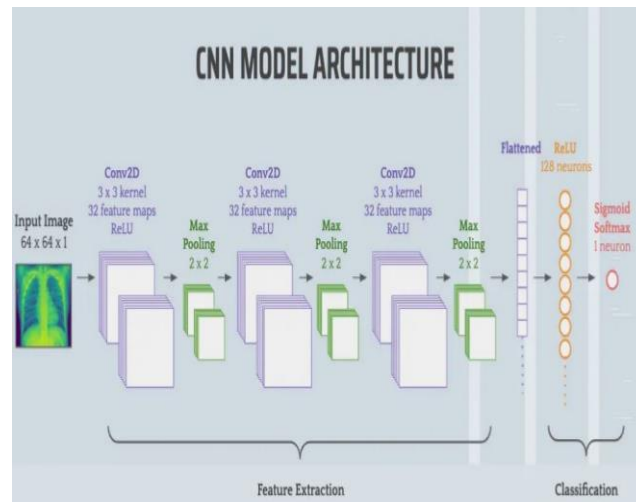 CNN MODEL ARCHITECTURE
Input Image
64 x 64 x 1
Conv2D
3 x 3 kernel
32 feature maps
ReLU
Max
Pooling
2 x 2
Conv2D
3 x 3 kernel
32 feature maps
ReLU
Max
Pooling
2 x 2
Conv2D
3 x 3 kernel
32 feature maps
ReLU
Max
Pooling
2 x 2
Flattened
ReLU
128 neurons
Sigmoid
Softmax
1 neuron
Feature Extraction
Classification